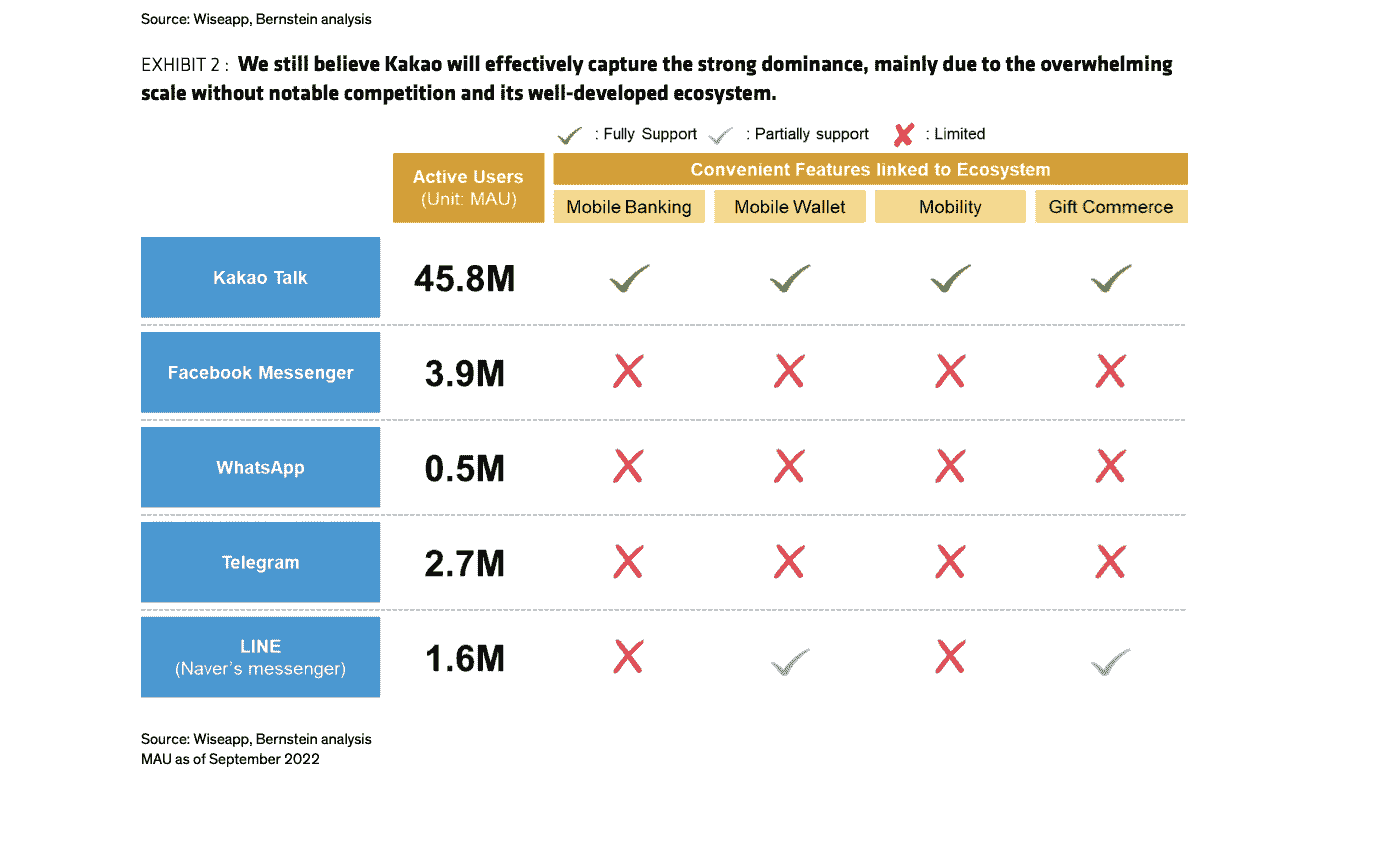 Source: Wiseapp, Bernstein analysis
EXHIBIT 2 : We still believe Kakao will effectively capture the strong dominance, mainly due to the overwhelming
scale without notable competition and its well-developed ecosystem.
: Fully Support : Partially support : Limited
Active Users
(Unit: MAU)
Convenient Features linked to Ecosystem
Mobile Banking Mobile Wallet Mobility Gift Commerce
Kakao Talk 45.8M
Facebook Messenger 3.9M
WhatsApp 0.5M
Telegram 2.7M
LINE
(Naver's messenger) 1.6M
Source: Wiseapp, Bernstein analysis
MAU as of September 2022